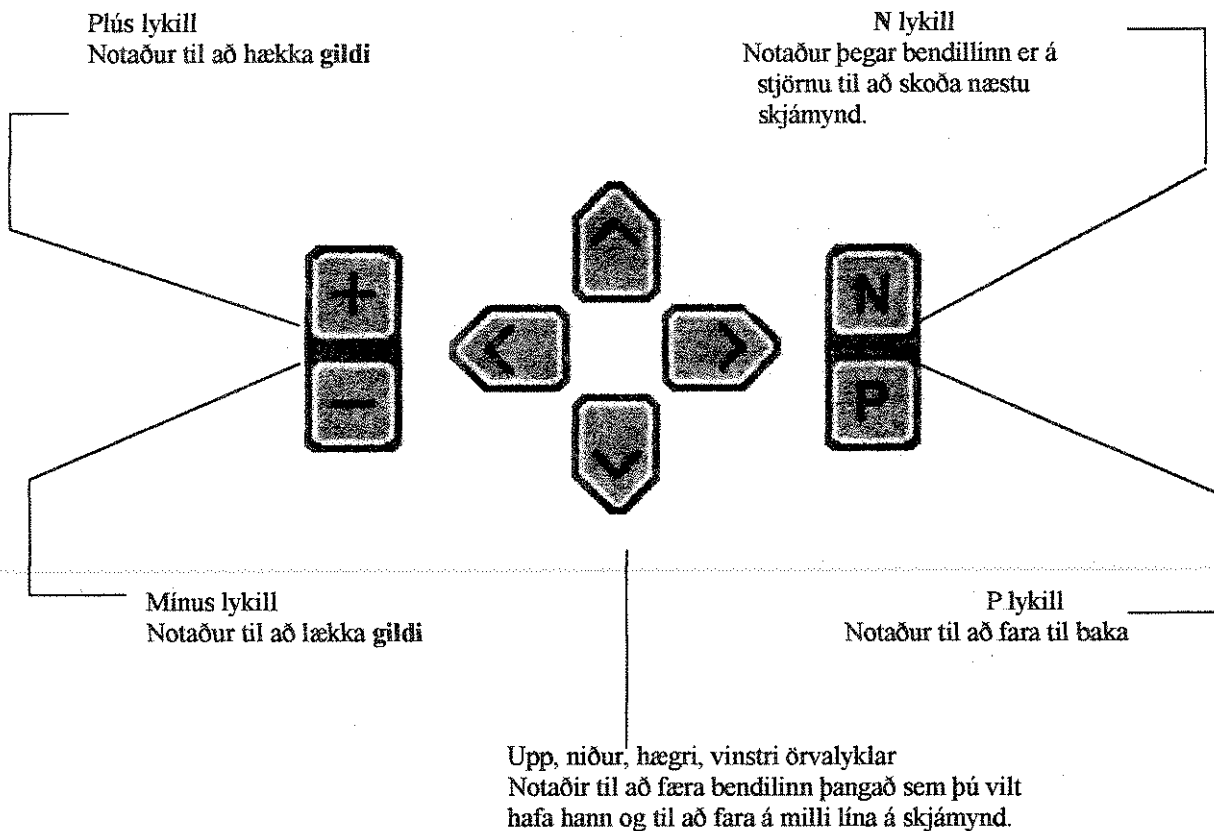 Plús lykill
Notaður til að hækka gildi
N lykill
Notaður þegar bendillinn er á
stjörnu til að skoða næstu
skjámynd.
+
N
−
P
Mínus lykill
Notaður til að lækka gildi
P lykill
Notaður til að fara til baka
Upp, niður, hægri, vinstri örvalyklar
Notaðir til að færa bendilinn þangað sem þú vilt
hafa hann og til að fara á milli lína á skjámynd.